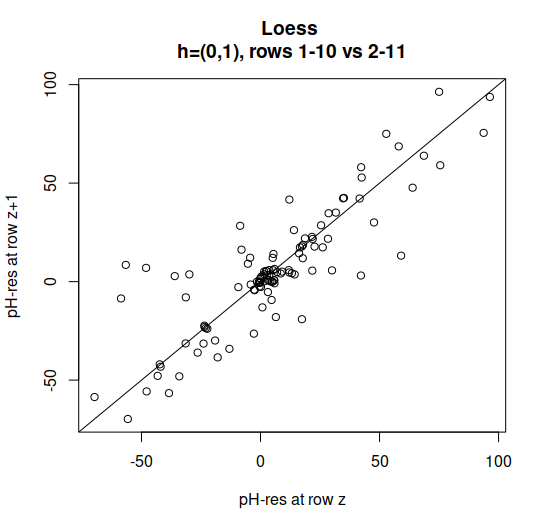 Loess
h=(0,1), rows 1-10 vs 2-11
100
50
0
-50
pH-res at row z+1
-50
0
50
100
pH-res at row z